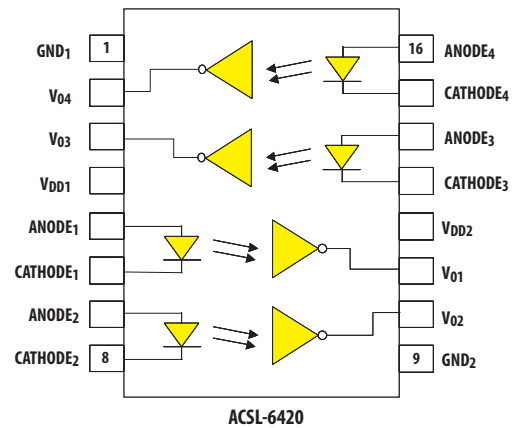 GND1 1 16 ANODE4
V04 CATHODE4
V03 ANODE3
VDD1 CATHODE3
ANODE1 VDD2
CATHODE1 V01
ANODE2 V02
CATHODE2 8 9 GND2
ACSL-6420